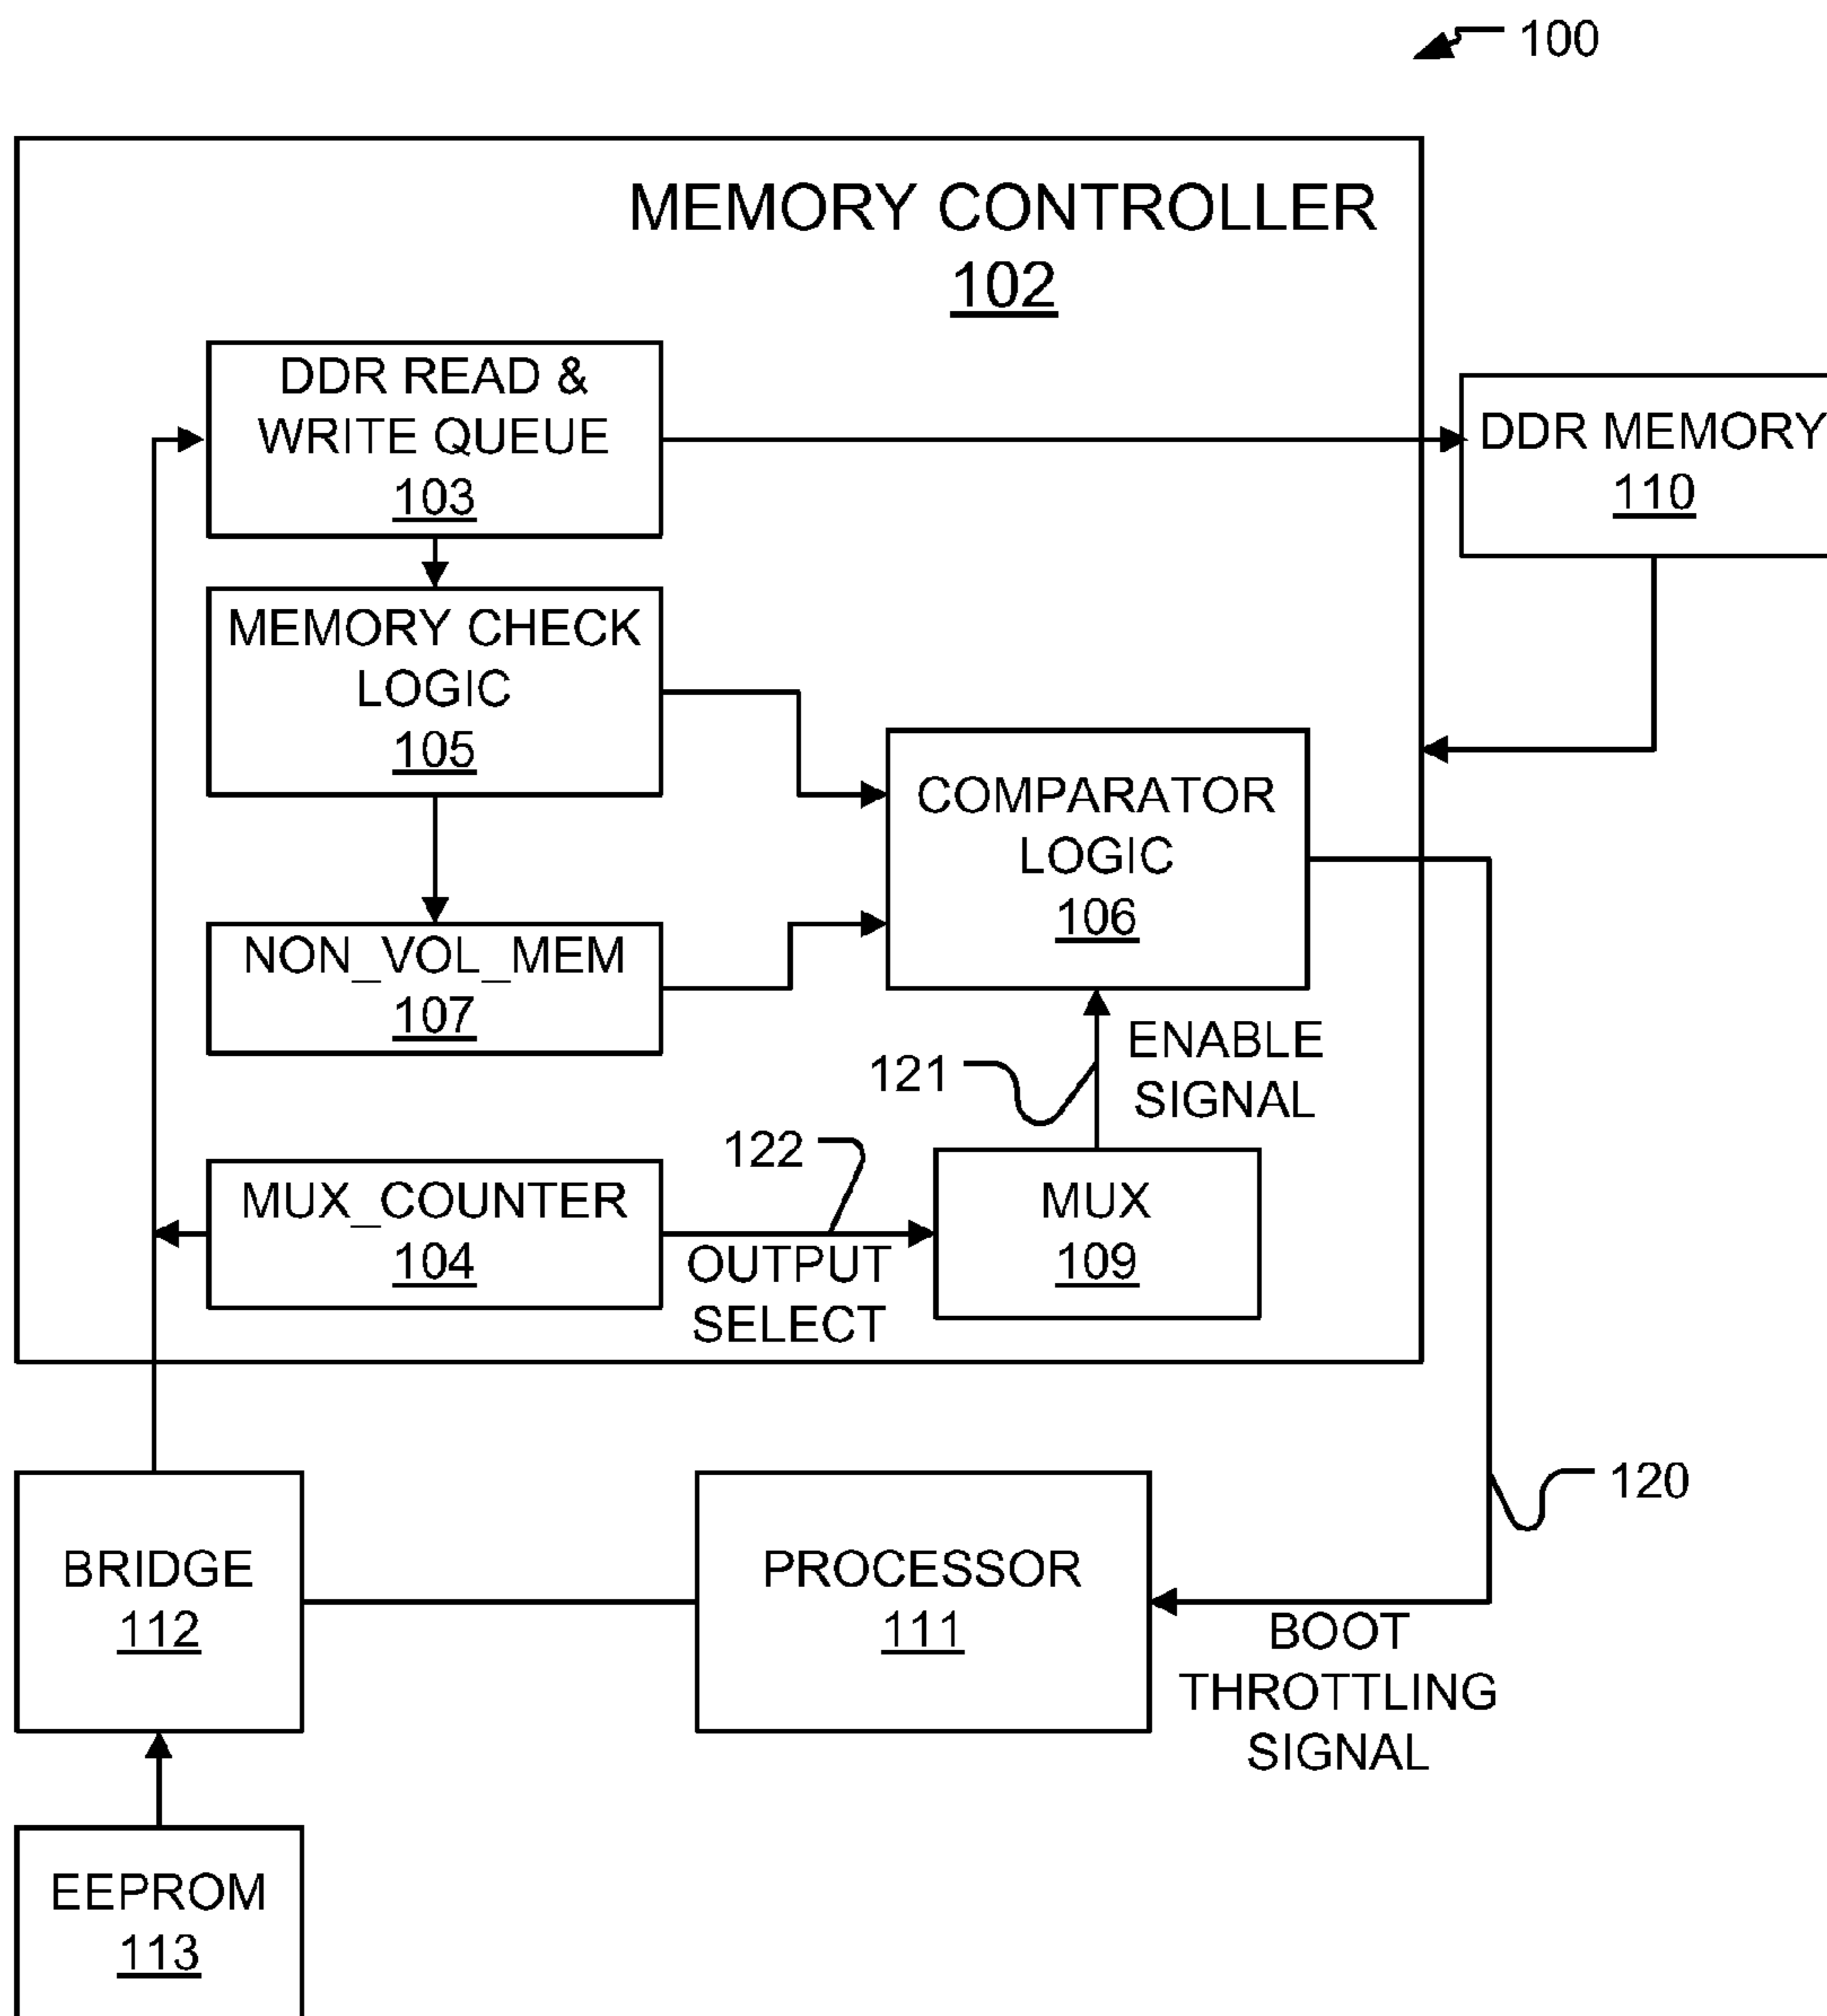 100
MEMORY CONTROLLER
102
DDR READ &
WRITE QUEUE
103
DDR MEMORY
110
MEMORY CHECK
LOGIC
105
COMPARATOR
LOGIC
106
NON_VOL_MEM
107
ENABLE
SIGNAL
121
122
MUX_COUNTER
104
OUTPUT
SELECT
MUX
109
120
BRIDGE
112
PROCESSOR
111
BOOT
THROTTLING
SIGNAL
EEPROM
113